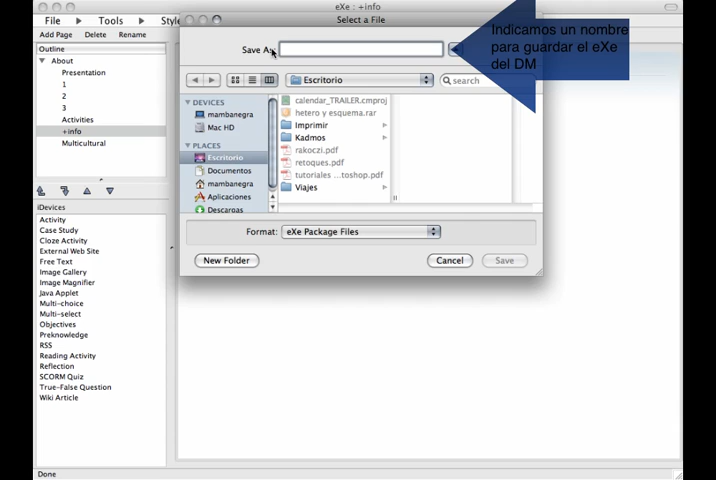 eXe : +info
File Tools
Add Page Delete Rename
Outline
About
Presentation
1
2
3
Activities
+info
Multicultural
iDevices
Activity
Case Study
Cloze Activity
External Web Site
Free Text
Image Gallery
Image Magnifier
Java Applet
Multi-choice
Multi-select
Objectives
Preknowledge
RSS
Reading Activity
Reflection
SCORM Quiz
True-False Question
Wiki Article
Done
Select a File
Save As:
Escritorio
search
DEVICES
mambanegra
Mac HD
PLACES
Escritorio
Documentos
mambanegra
Aplicaciones
Descargas
calendar_TRAILER.cmproj
hetero y esquema.rar
Imprimir
Kadmos
rakoczi.pdf
retoques.pdf
tutoriales ...toshop.pdf
Viajes
Format: eXe Package Files
New Folder Cancel Save
Indicamos un nombre
para guardar el eXe
del DM